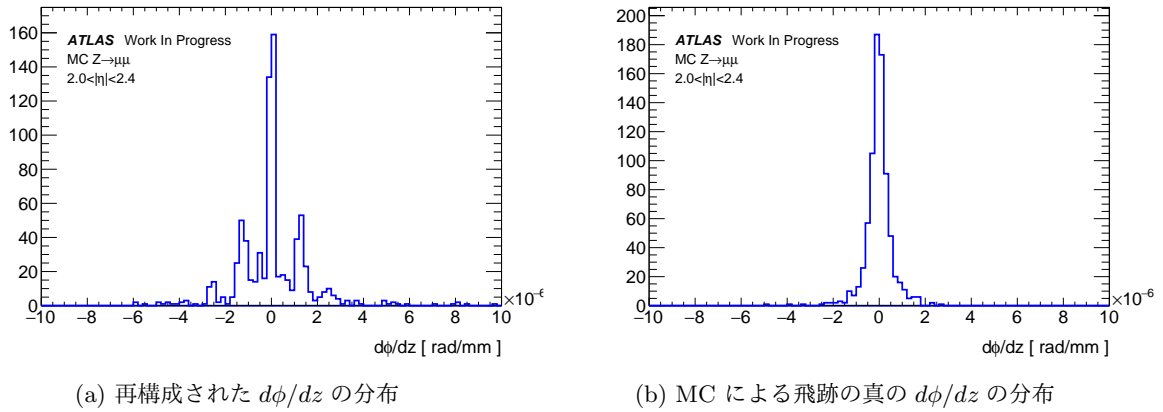 ATLAS Work In Progress
MC Z→μμ
2.0<|η|<2.4
160
140
120
100
80
60
40
20
0
−10 −8 −6 −4 −2 0 2 4 6 8 10
×10⁻⁶
dφ/dz [ rad/mm ]
(a) 再構成された dϕ/dz の分布
ATLAS Work In Progress
MC Z→μμ
2.0<|η|<2.4
200
180
160
140
120
100
80
60
40
20
0
−10 −8 −6 −4 −2 0 2 4 6 8 10
×10⁻⁶
dφ/dz [ rad/mm ]
(b) MC による飛跡の真の dϕ/dz の分布